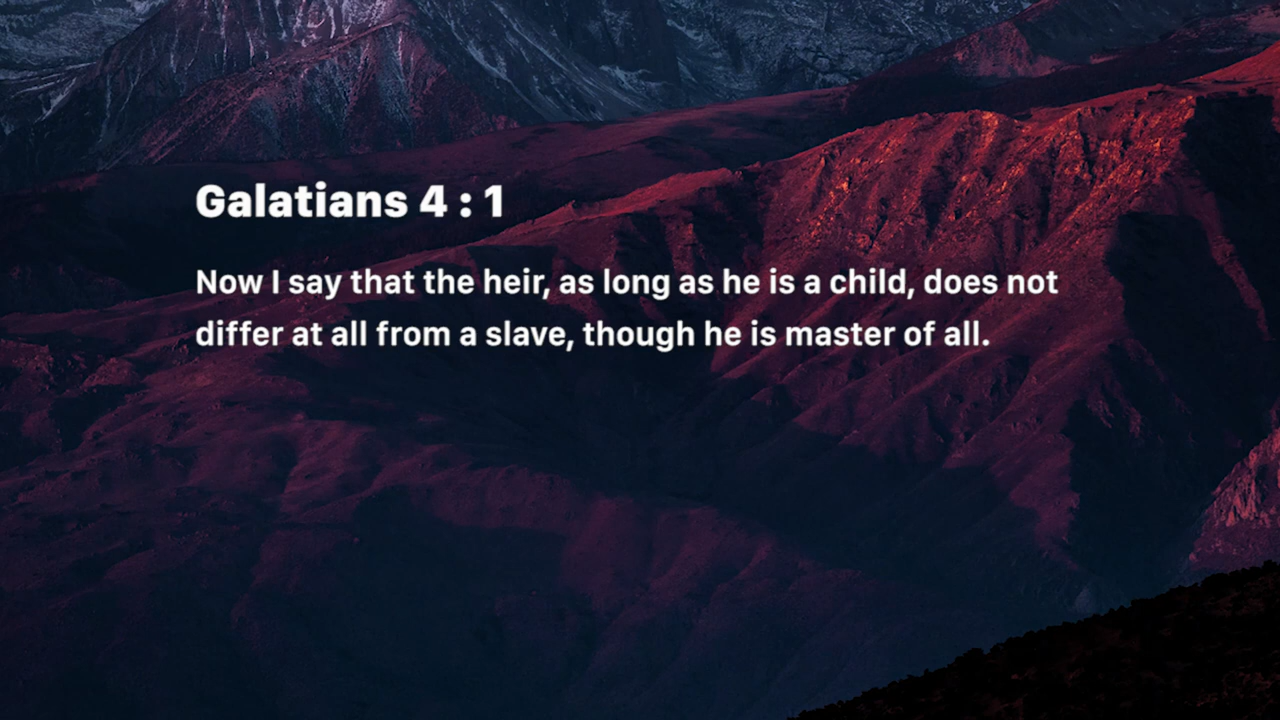 Galatians 4 : 1
Now I say that the heir, as long as he is a child, does not
differ at all from a slave, though he is master of all.